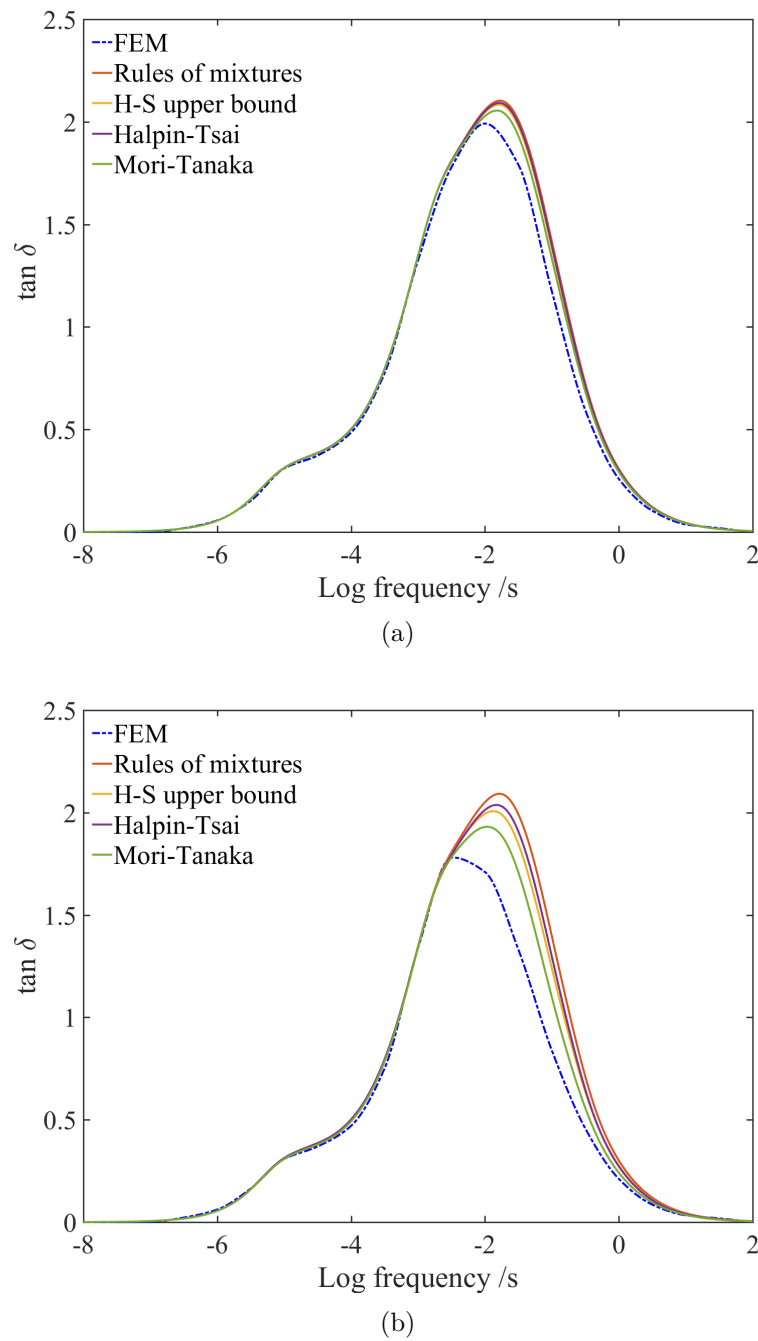 2.5
FEM
Rules of mixtures
H-S upper bound
Halpin-Tsai
Mori-Tanaka
2
1.5
tan δ
1
0.5
0
-8
-6
-4
-2
0
2
Log frequency /s
(a)
2.5
FEM
Rules of mixtures
H-S upper bound
Halpin-Tsai
Mori-Tanaka
2
1.5
tan δ
1
0.5
0
-8
-6
-4
-2
0
2
Log frequency /s
(b)